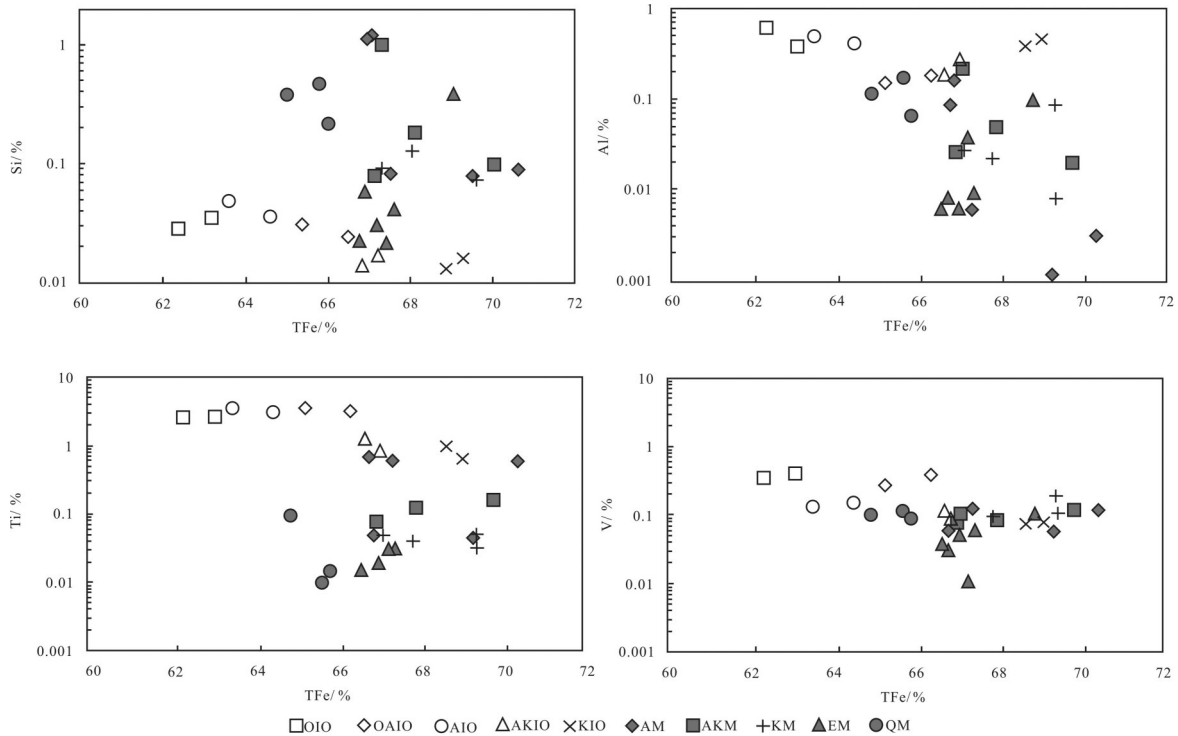 1
0.1
0.01
Si/ %
60 62 64 66 68 70 72
TFe/ %
1
0.1
0.01
0.001
Al/ %
60 62 64 66 68 70 72
TFe/ %
10
1
0.1
0.01
0.001
Ti/ %
60 62 64 66 68 70 72
TFe/ %
10
1
0.1
0.01
0.001
V/ %
60 62 64 66 68 70 72
TFe/ %
OIO OAIO AIO AKIO KIO AM AKM KM EM QM